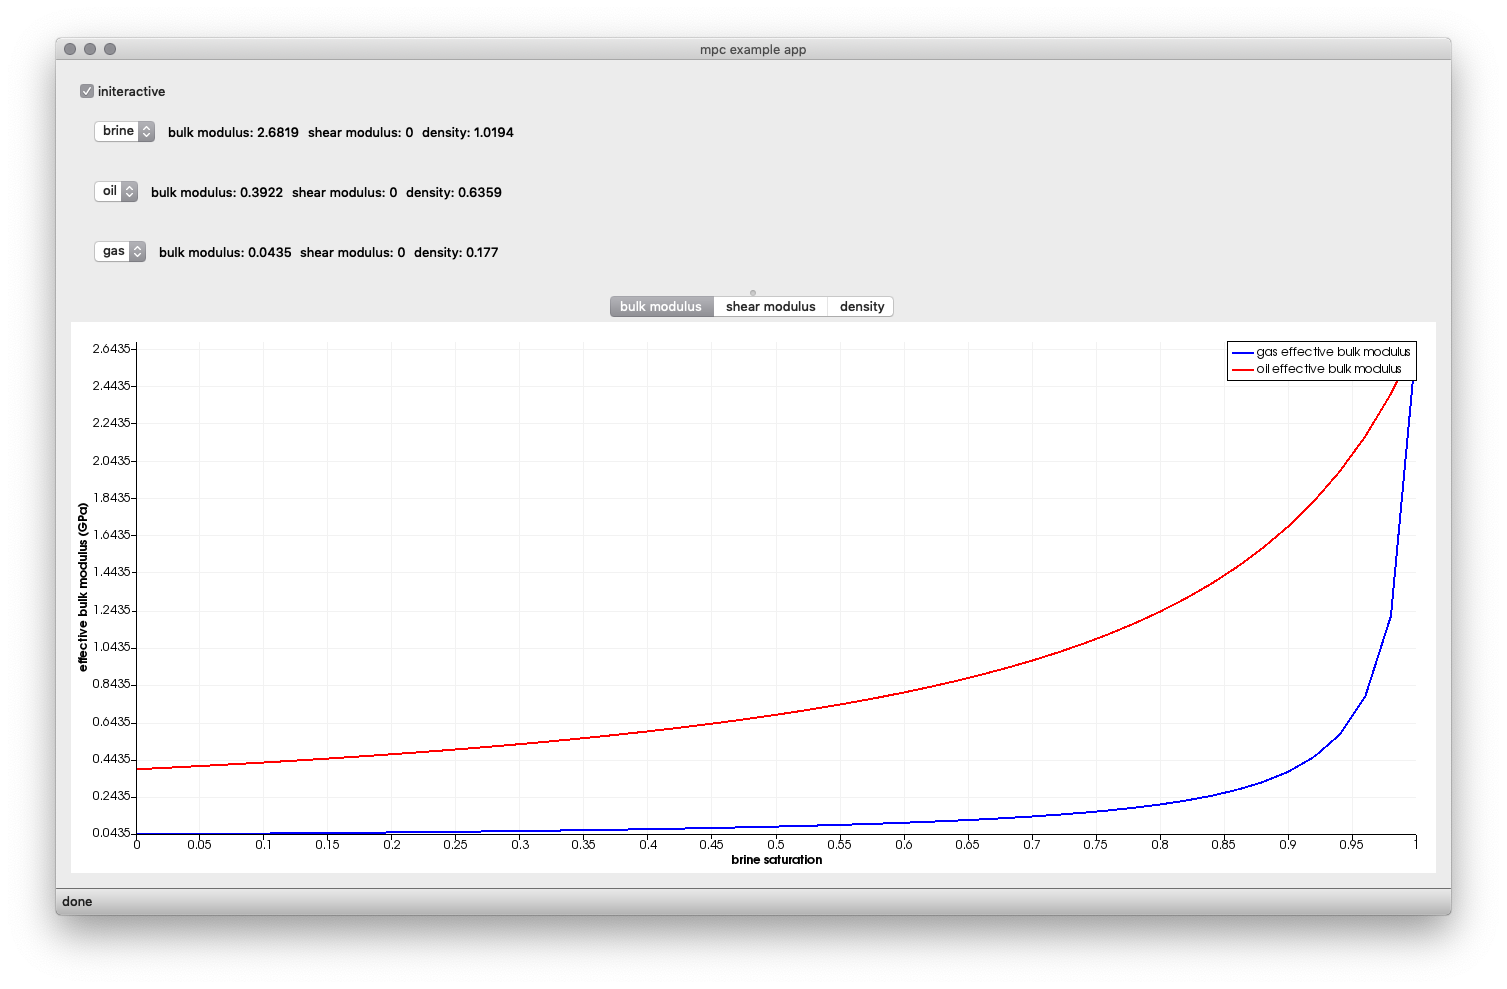 mpc example app
initeractive
brine bulk modulus: 2.6819 shear modulus: 0 density: 1.0194
oil bulk modulus: 0.3922 shear modulus: 0 density: 0.6359
gas bulk modulus: 0.0435 shear modulus: 0 density: 0.177
bulk modulus shear modulus density
gas effective bulk modulus
oil effective bulk modulus
effective bulk modulus (GPa)
2.6435
2.4435
2.2435
2.0435
1.8435
1.6435
1.4435
1.2435
1.0435
0.8435
0.6435
0.4435
0.2435
0.0435
0 0.05 0.1 0.15 0.2 0.25 0.3 0.35 0.4 0.45 0.5 0.55 0.6 0.65 0.7 0.75 0.8 0.85 0.9 0.95 1
brine saturation
done